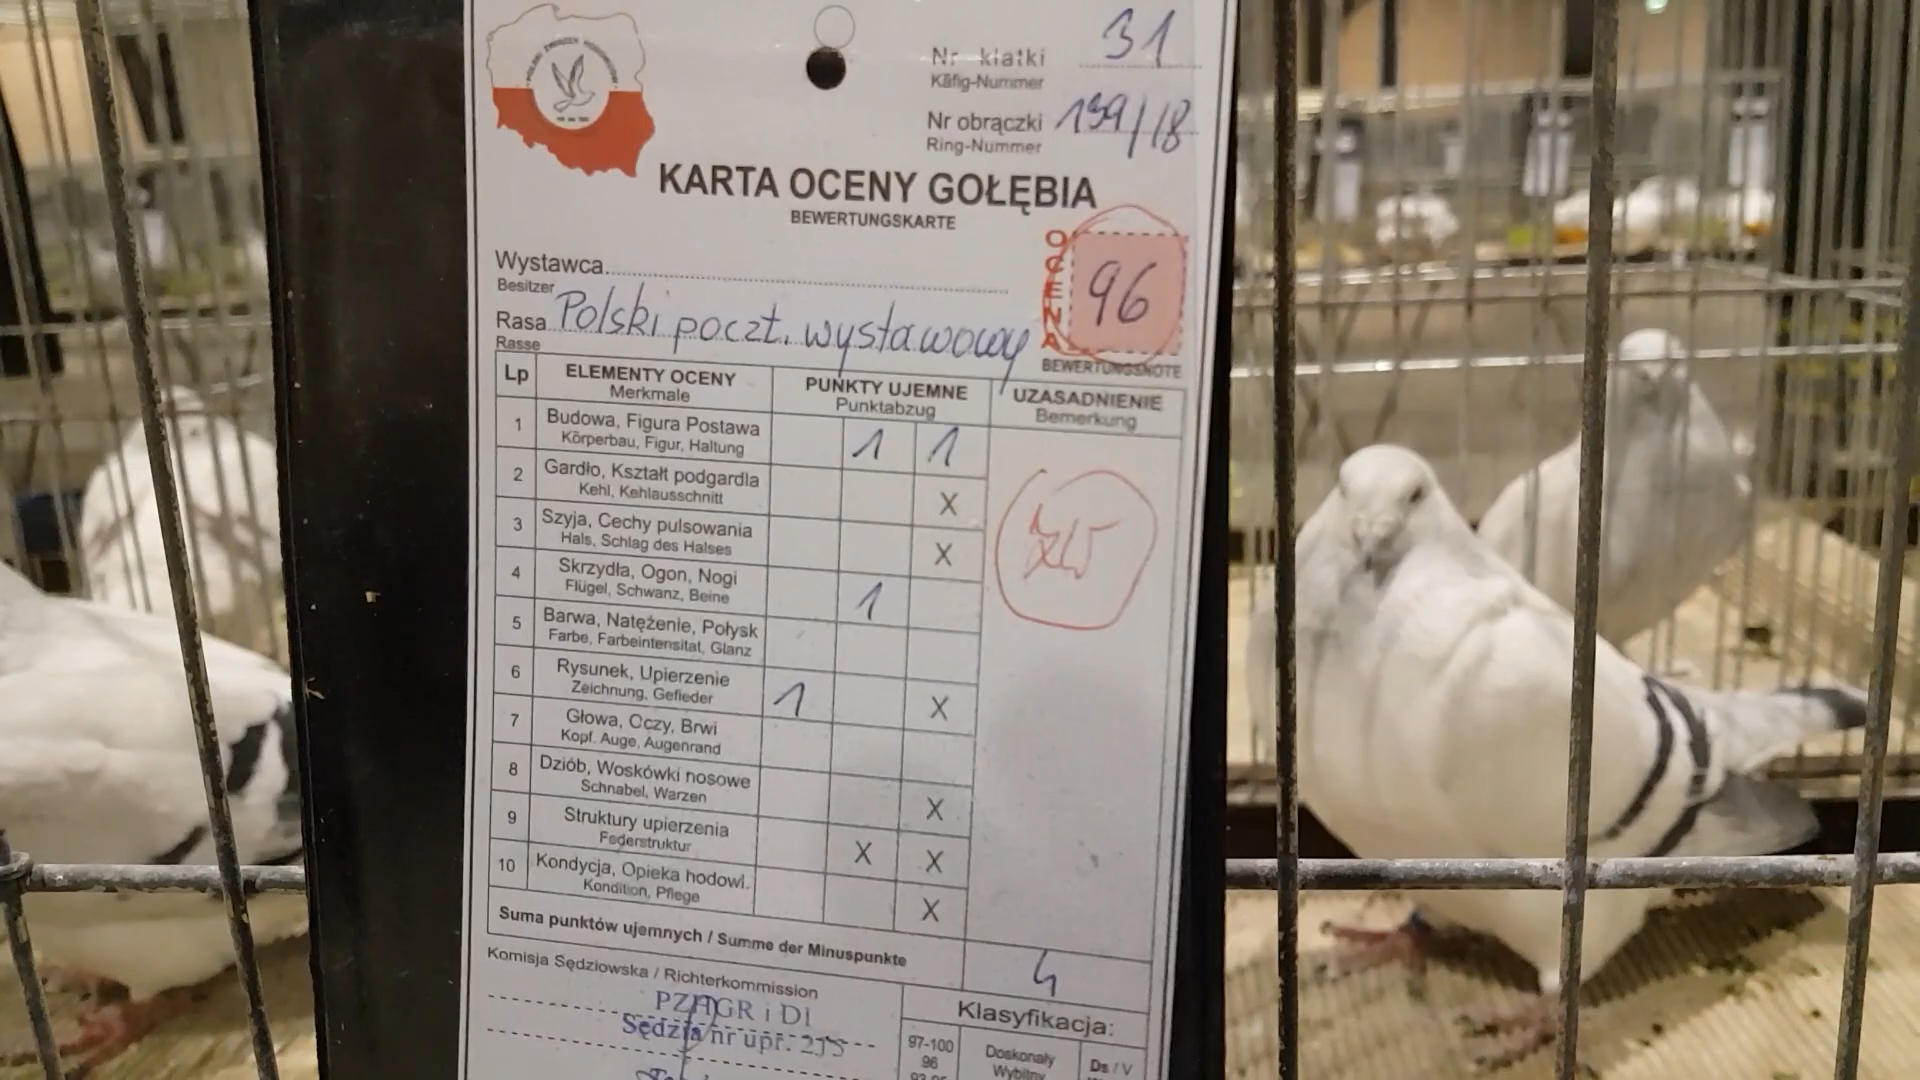 Nr klatki 31
Käfig-Nummer
Nr obrączki 139/18
Ring-Nummer
KARTA OCENY GOŁĘBIA
BEWERTUNGSKARTE
Wystawca
Besitzer
OCENA 96
BEWERTUNGSNOTE
Rasa Polski poczt. wystawowy
Rasse
Lp ELEMENTY OCENY PUNKTY UJEMNE UZASADNIENIE
Merkmale Punktabzug Bemerkung
1 Budowa, Figura Postawa 1 1
Körperbau, Figur, Haltung
2 Gardło, Kształt podgardla X
Kehl, Kehlausschnitt
3 Szyja, Cechy pulsowania X
Hals, Schlag des Halses
4 Skrzydła, Ogon, Nogi 1
Flügel, Schwanz, Beine
5 Barwa, Natężenie, Połysk
Farbe, Farbeintensitat, Glanz
6 Rysunek, Upierzenie 1 X
Zeichnung, Gefieder
7 Głowa, Oczy, Brwi
Kopf. Auge, Augenrand
8 Dziób, Woskówki nosowe X
Schnabel, Warzen
9 Struktury upierzenia X X
Federstruktur
10 Kondycja, Opieka hodowl. X
Kondition, Pflege
Suma punktów ujemnych / Summe der Minuspunkte 4
Komisja Sędziowska / Richterkommission
PZHGR i DI
Sędzia nr upr. 215
Klasyfikacja:
97-100 Doskonały Ds / V
96 Wybitny